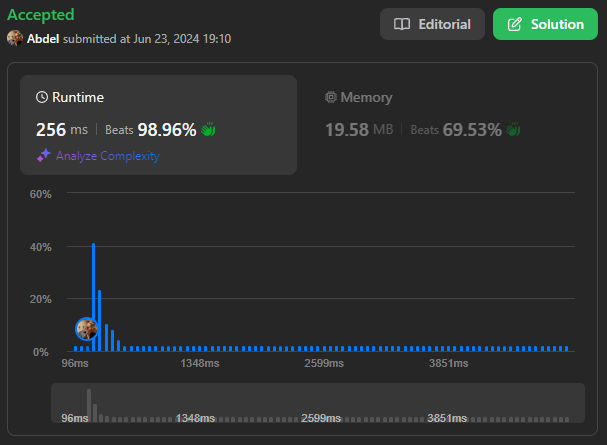 Accepted
Editorial
Solution
Abdel submitted at Jun 23, 2024 19:10
Runtime
Memory
256 ms | Beats 98.96%
19.58 MB | Beats 69.53%
Analyze Complexity
60%
40%
20%
0%
96ms 1348ms 2599ms 3851ms
96ms 1348ms 2599ms 3851ms